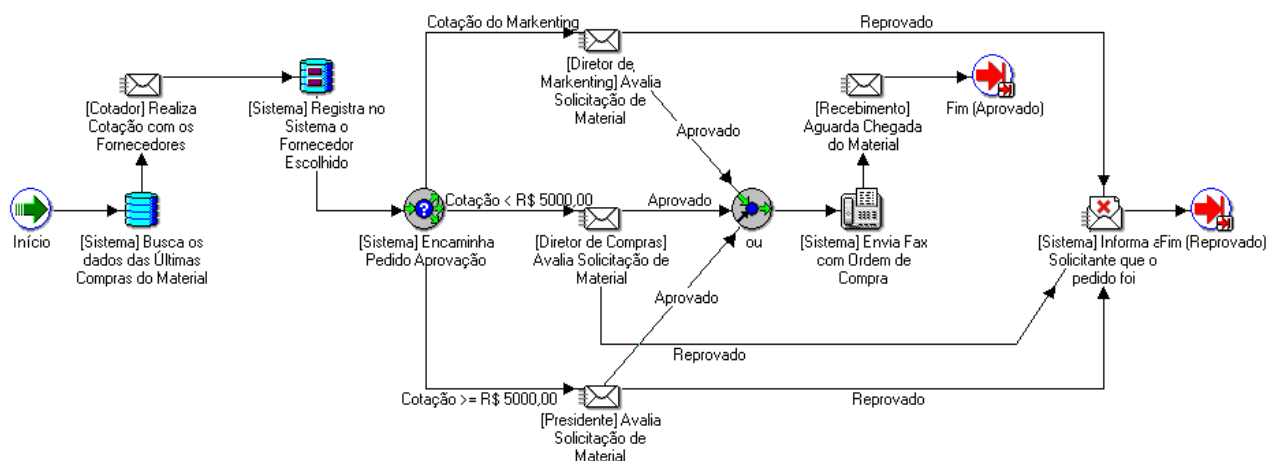 Início
[Sistema] Busca os
dados das Últimas
Compras do Material
[Cotador] Realiza
Cotação com os
Fornecedores
[Sistema] Registra no
Sistema o
Fornecedor
Escolhido
[Sistema] Encaminha
Pedido Aprovação
Cotação do Markenting
[Diretor de
Markenting] Avalia
Solicitação de
Material
Reprovado
Aprovado
Cotação < R$ 5000,00
[Diretor de Compras]
Avalia Solicitação de
Material
Aprovado
Reprovado
Cotação >= R$ 5000,00
[Presidente] Avalia
Solicitação de
Material
Aprovado
Reprovado
ou
[Sistema] Envia Fax
com Ordem de
Compra
[Recebimento]
Aguarda Chegada
do Material
Fim (Aprovado)
[Sistema] Informa
Solicitante que o
pedido foi
Fim (Reprovado)